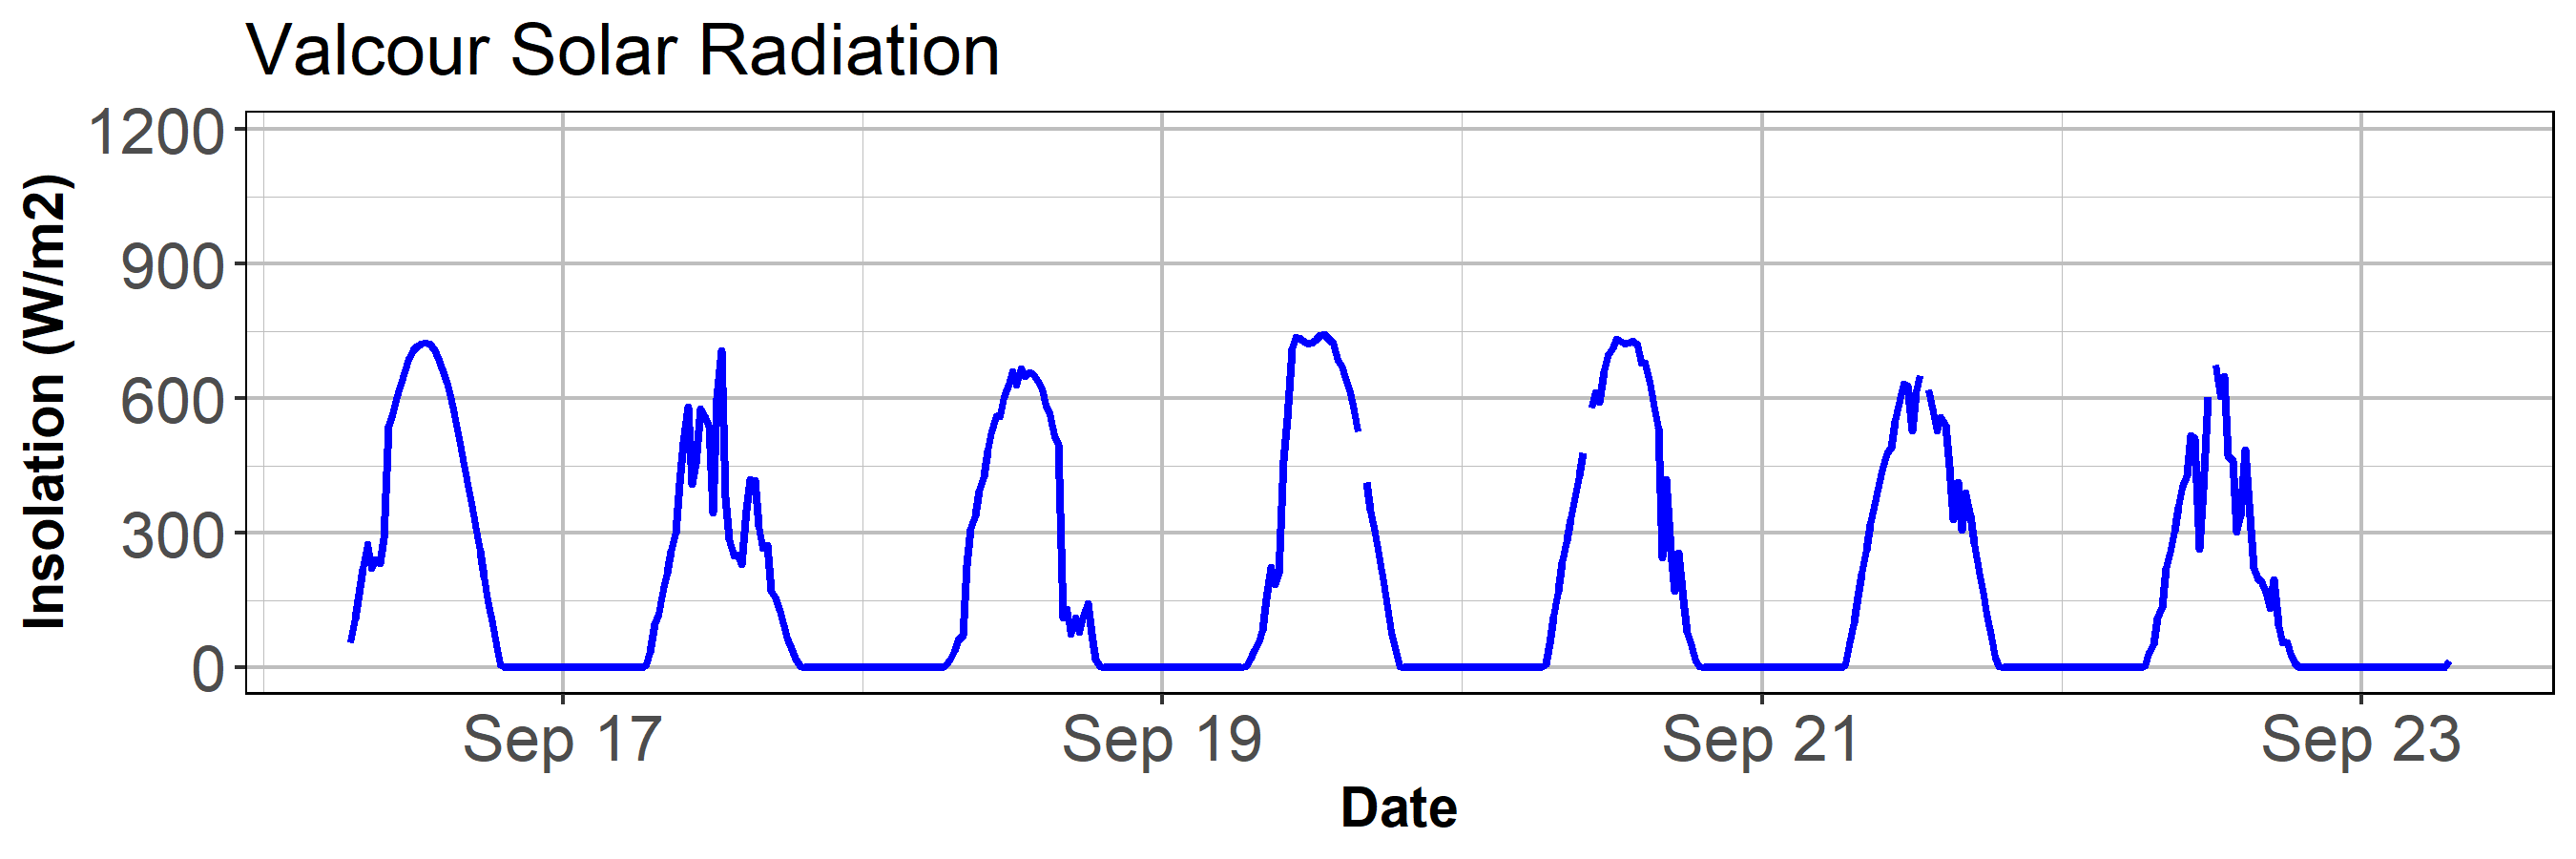 Valcour Solar Radiation
1200
900
600
300
0
Insolation (W/m2)
Sep 17 Sep 19 Sep 21 Sep 23
Date